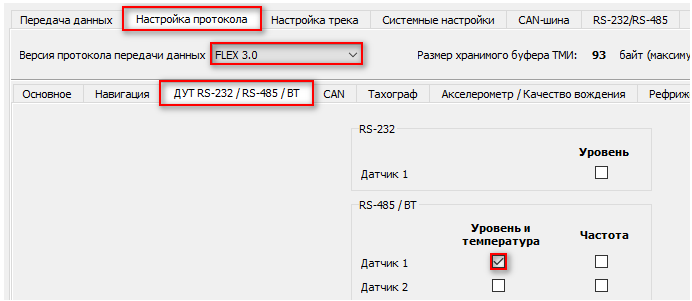 Передача данных Настройка протокола Настройка трека Системные настройки CAN-шина RS-232/RS-485
Версия протокола передачи данных FLEX 3.0 Размер хранимого буфера ТМИ: 93 байт (максиму
Основное Навигация ДУТ RS-232 / RS-485 / BT CAN Тахограф Акселерометр / Качество вождения Рефриж
RS-232
Уровень
Датчик 1
RS-485 / BT
Уровень и
температура Частота
Датчик 1
Датчик 2